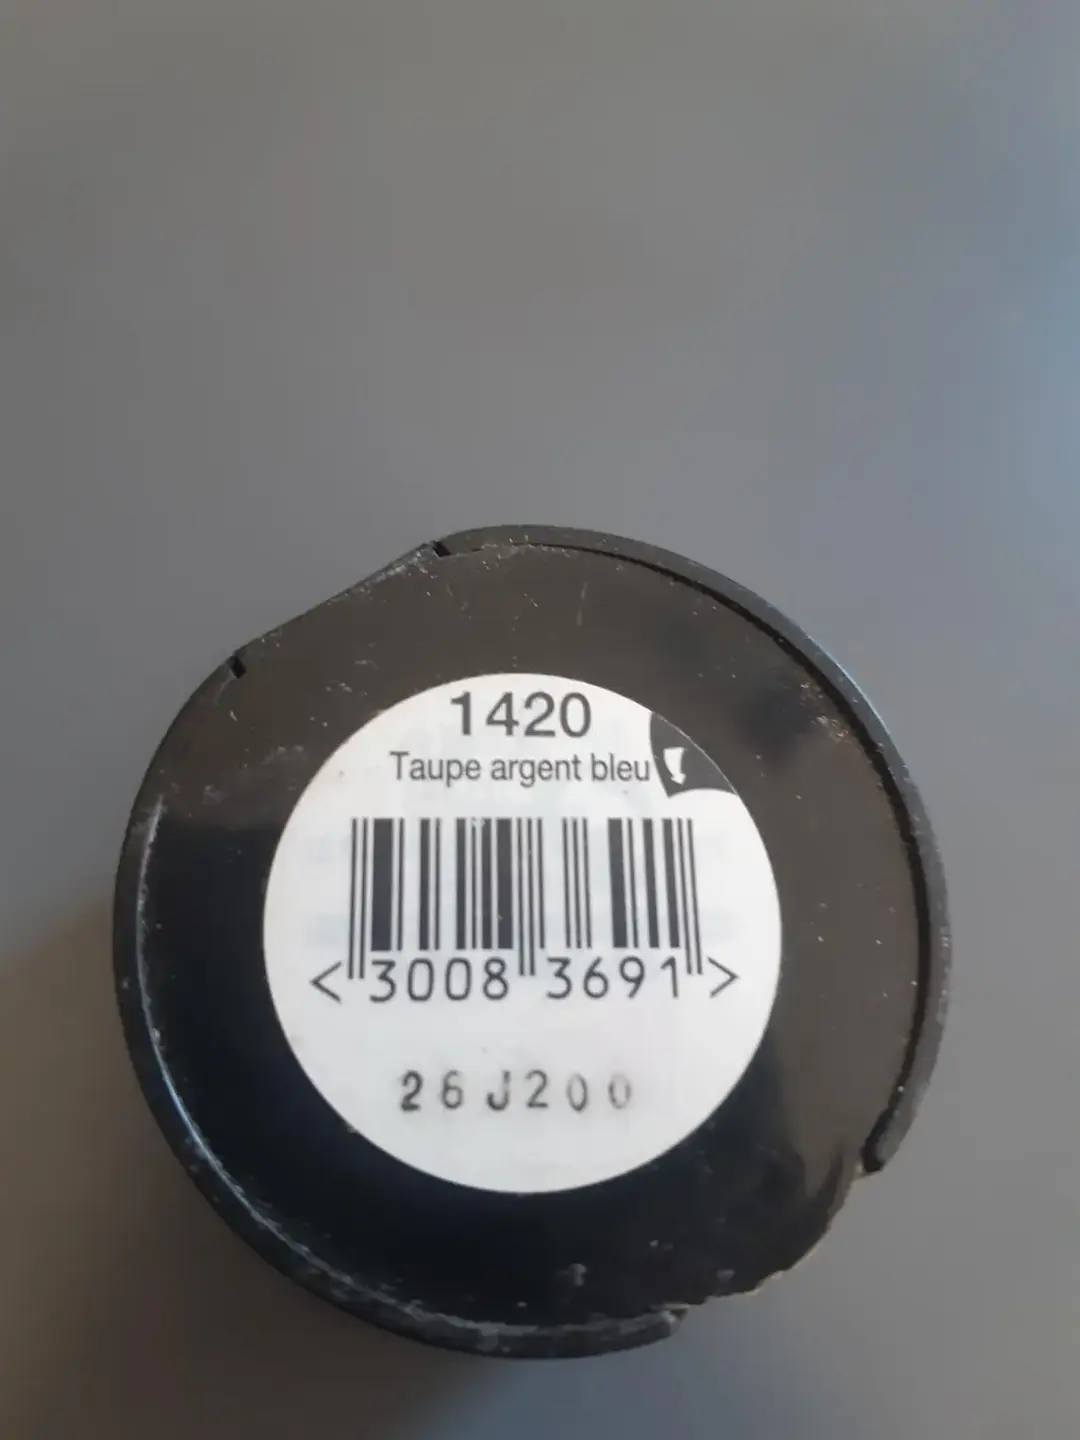 1420
Taupe argent bleu
<3008 3691>
26J200